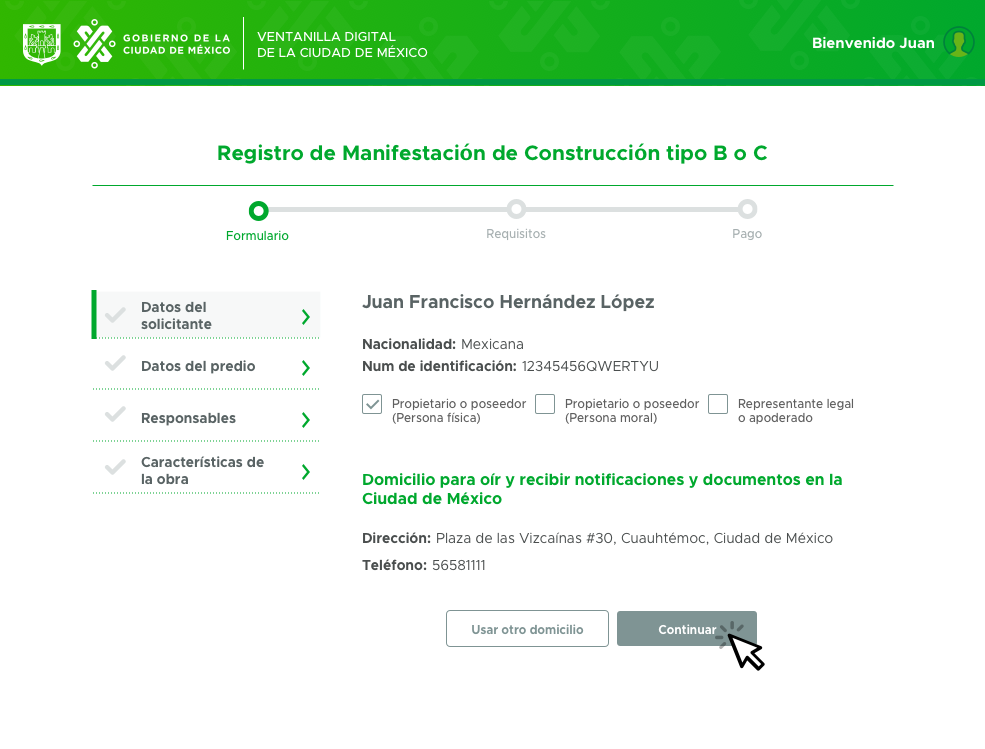 GOBIERNO DE LA
CIUDAD DE MÉXICO
VENTANILLA DIGITAL
DE LA CIUDAD DE MÉXICO
Bienvenido Juan
Registro de Manifestación de Construcción tipo B o C
Formulario
Requisitos
Pago
Datos del
solicitante
Datos del predio
Responsables
Características de
la obra
Juan Francisco Hernández López
Nacionalidad: Mexicana
Num de identificación: 12345456QWERTYU
Propietario o poseedor
(Persona física)
Propietario o poseedor
(Persona moral)
Representante legal
o apoderado
Domicilio para oír y recibir notificaciones y documentos en la
Ciudad de México
Dirección: Plaza de las Vizcaínas #30, Cuauhtémoc, Ciudad de México
Teléfono: 56581111
Usar otro domicilio
Continuar